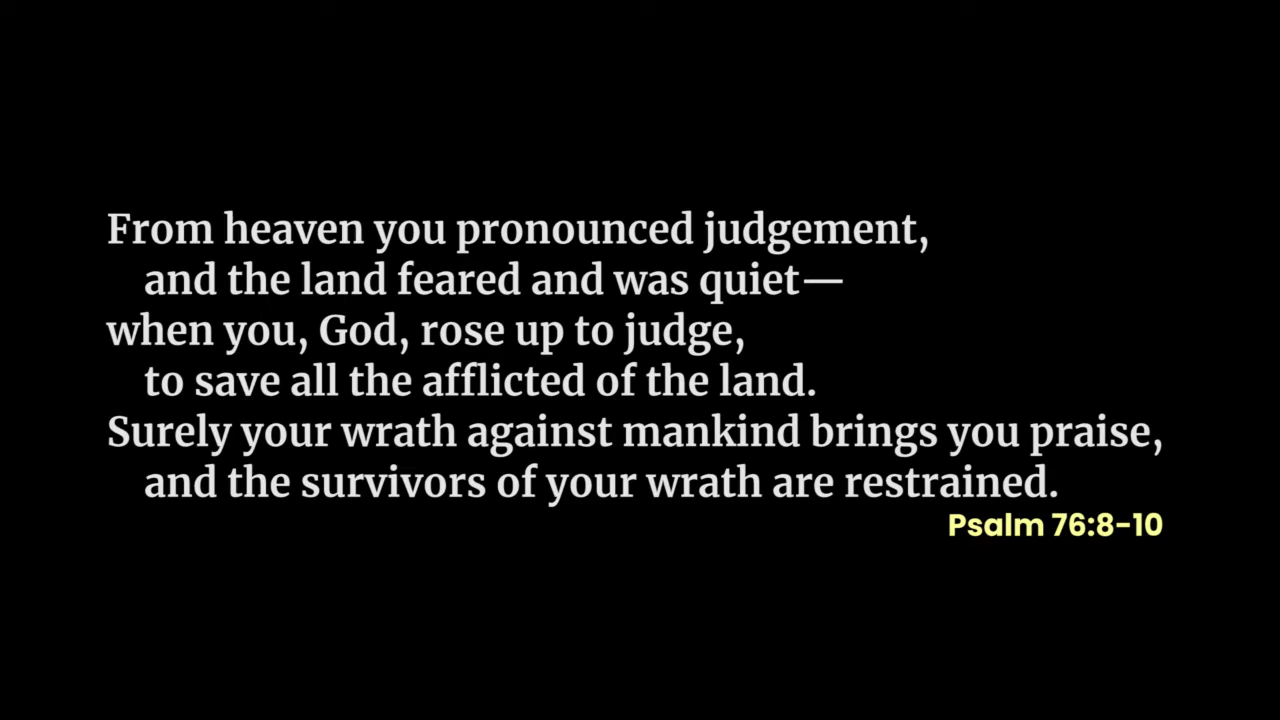 From heaven you pronounced judgement,
and the land feared and was quiet—
when you, God, rose up to judge,
to save all the afflicted of the land.
Surely your wrath against mankind brings you praise,
and the survivors of your wrath are restrained.
Psalm 76:8-10